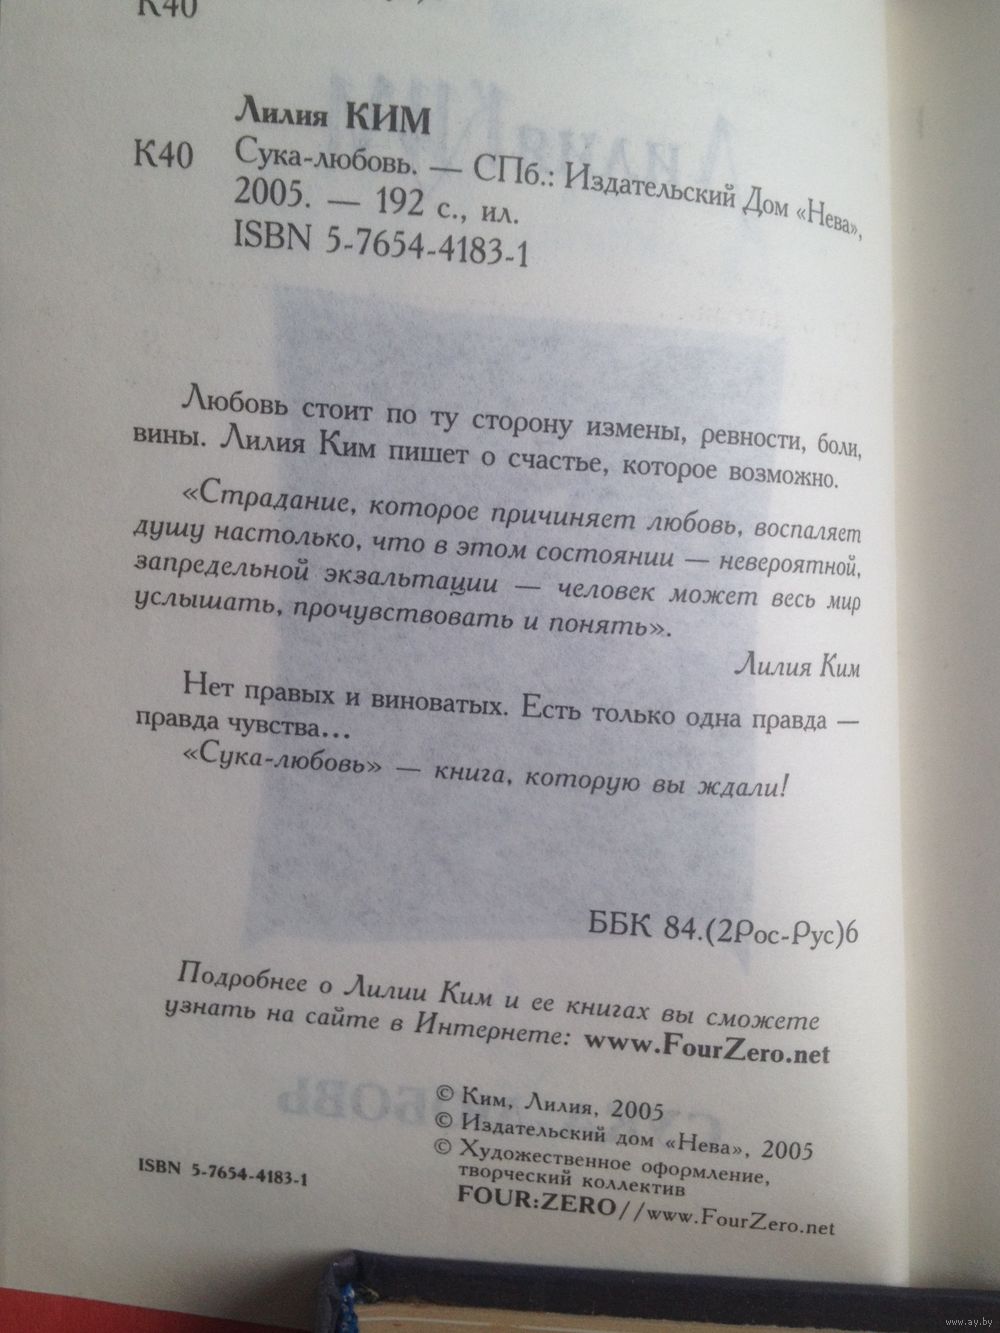 К40
Лилия КИМ
К40 Сука-любовь. — СПб.: Издательский Дом «Нева»,
2005. — 192 с., ил.
ISBN 5-7654-4183-1
Любовь стоит по ту сторону измены, ревности, боли,
вины. Лилия Ким пишет о счастье, которое возможно.
«Страдание, которое причиняет любовь, воспаляет
душу настолько, что в этом состоянии — невероятной,
запредельной экзальтации — человек может весь мир
услышать, прочувствовать и понять».
Лилия Ким
Нет правых и виноватых. Есть только одна правда —
правда чувства...
«Сука-любовь» — книга, которую вы ждали!
ББК 84.(2Рос-Рус)6
Подробнее о Лилии Ким и ее книгах вы сможете
узнать на сайте в Интернете: www.FourZero.net
© Ким, Лилия, 2005
© Издательский дом «Нева», 2005
© Художественное оформление,
творческий коллектив
FOUR:ZERO//www.FourZero.net
ISBN 5-7654-4183-1
www.ay.by